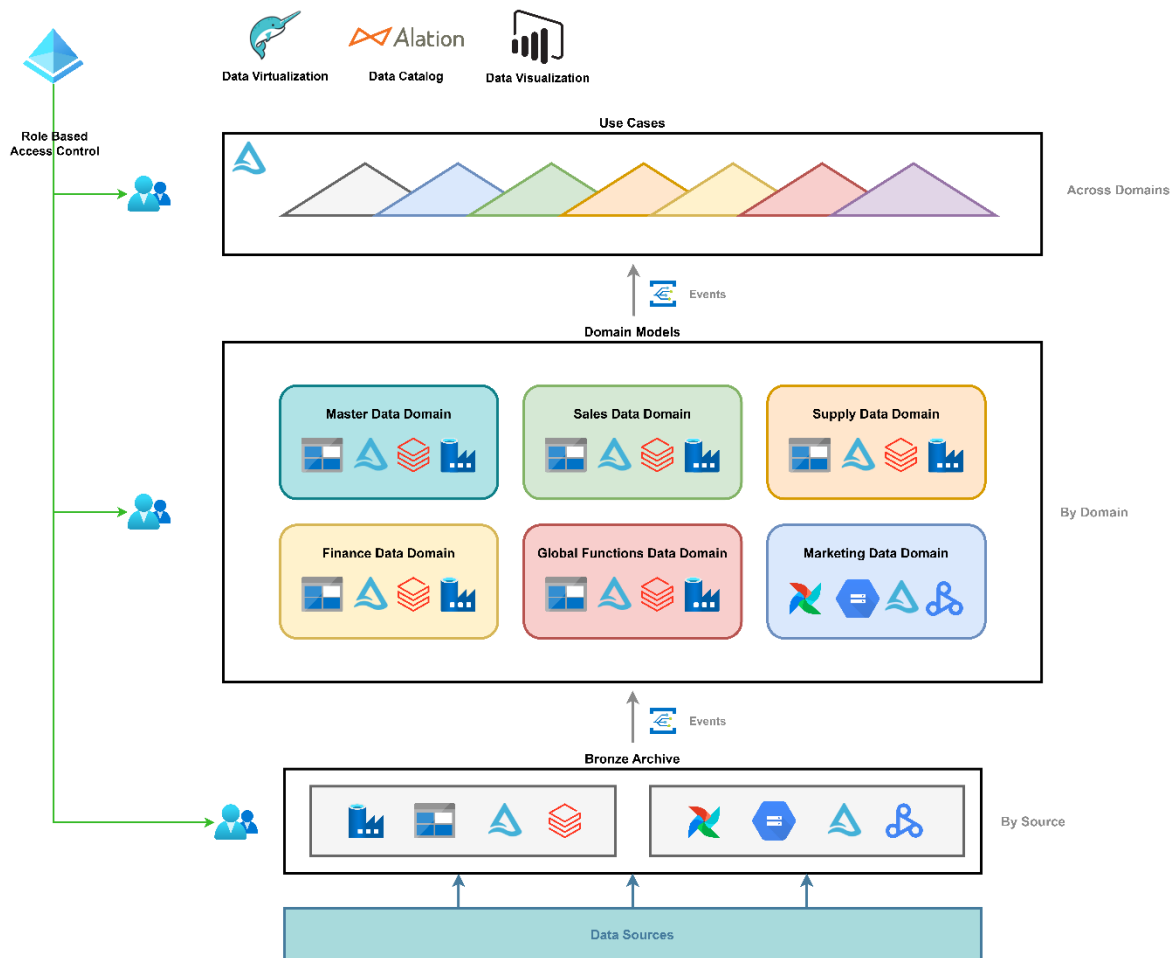 Alation
Data Virtualization
Data Catalog
Data Visualization
Role Based
Access Control
Use Cases
Across Domains
Events
Domain Models
Master Data Domain
Sales Data Domain
Supply Data Domain
By Domain
Finance Data Domain
Global Functions Data Domain
Marketing Data Domain
Events
Bronze Archive
By Source
Data Sources